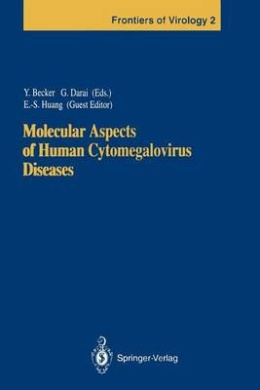 Frontiers of Virology 2
Y. Becker G. Darai (Eds.)
E.-S. Huang (Guest Editor)
Molecular Aspects
of Human Cytomegalovirus
Diseases
Springer-Verlag